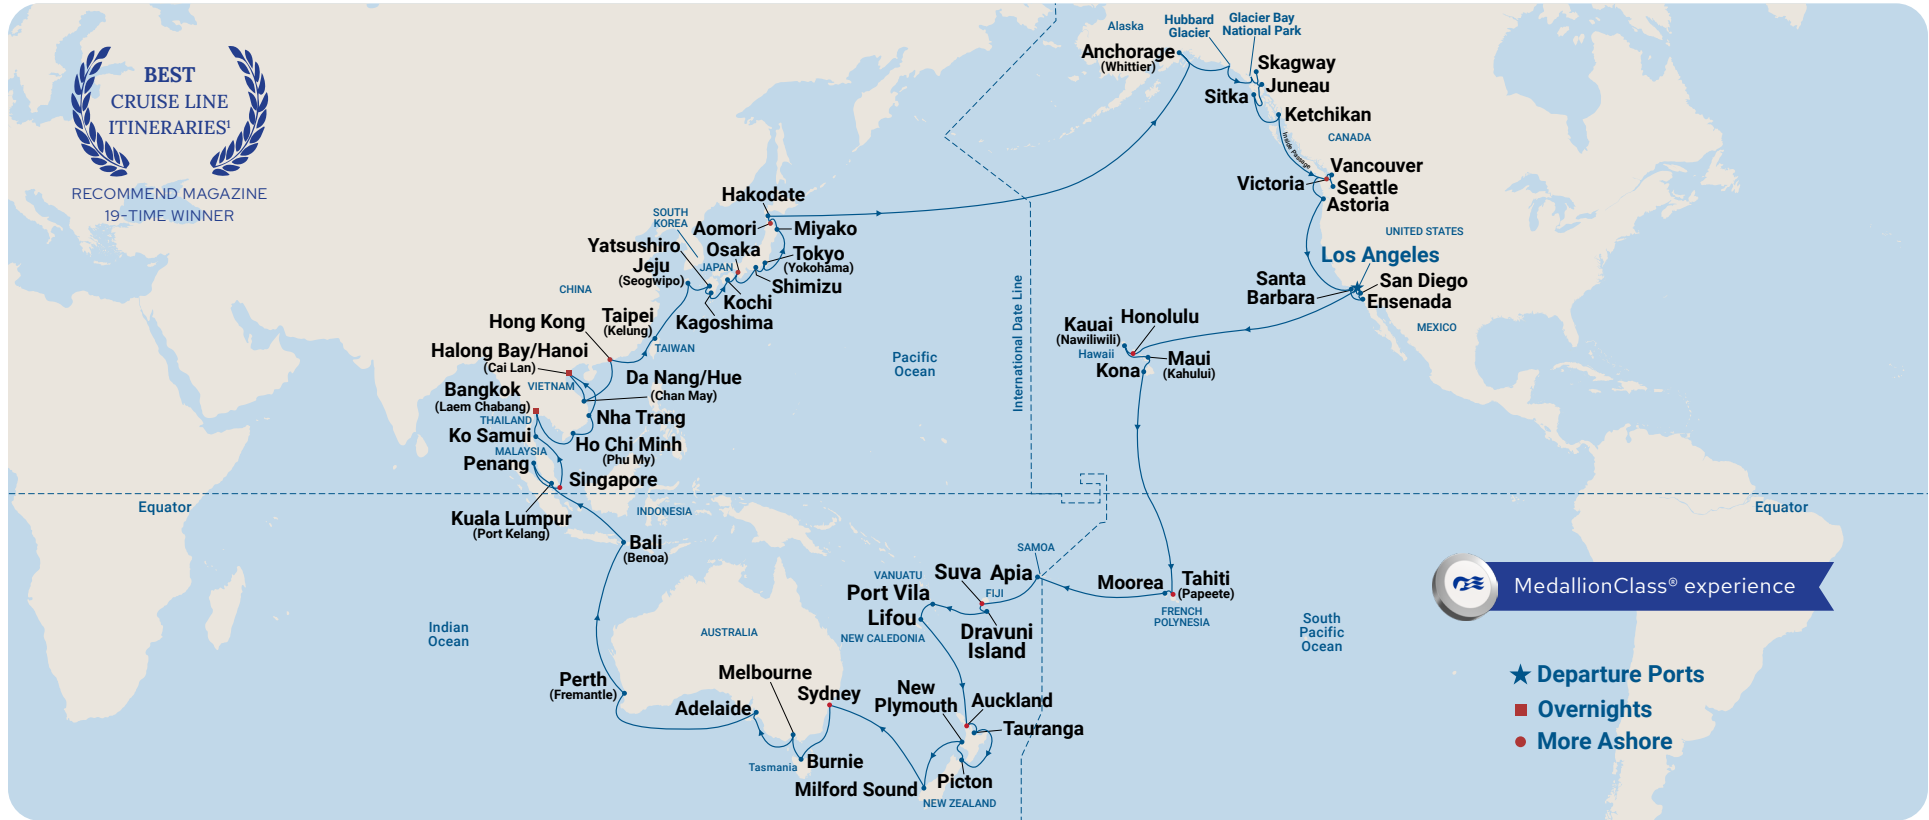 BEST
CRUISE LINE
ITINERARIES¹
RECOMMEND MAGAZINE
19-TIME WINNER
Alaska
Hubbard
Glacier
Glacier Bay
National Park
Anchorage
(Whittier)
Skagway
Juneau
Sitka
Ketchikan
CANADA
Inside Passage
Vancouver
Victoria
Seattle
Astoria
UNITED STATES
Los Angeles
Santa
Barbara
San Diego
Ensenada
MEXICO
Hakodate
SOUTH
KOREA
Aomori
Miyako
Yatsushiro
Osaka
Tokyo
(Yokohama)
Jeju
(Seogwipo)
JAPAN
Shimizu
CHINA
Kochi
Kagoshima
Taipei
(Kelung)
Hong Kong
TAIWAN
Halong Bay/Hanoi
(Cai Lan)
VIETNAM
Da Nang/Hue
(Chan May)
Bangkok
(Laem Chabang)
THAILAND
Nha Trang
Ko Samui
Ho Chi Minh
(Phu My)
MALAYSIA
Penang
Singapore
Kuala Lumpur
(Port Kelang)
INDONESIA
Bali
(Benoa)
Pacific
Ocean
International Date Line
Kauai
(Nawiliwili)
Honolulu
Hawaii
Maui
(Kahului)
Kona
Equator
Equator
SAMOA
Apia
Suva
FIJI
VANUATU
Port Vila
Lifou
NEW CALEDONIA
Dravuni
Island
Moorea
Tahiti
(Papeete)
FRENCH
POLYNESIA
Indian
Ocean
AUSTRALIA
South
Pacific
Ocean
Perth
(Fremantle)
Adelaide
Melbourne
Sydney
New
Plymouth
Auckland
Tauranga
Tasmania
Burnie
Milford Sound
Picton
NEW ZEALAND
MedallionClass® experience
Departure Ports
Overnights
More Ashore